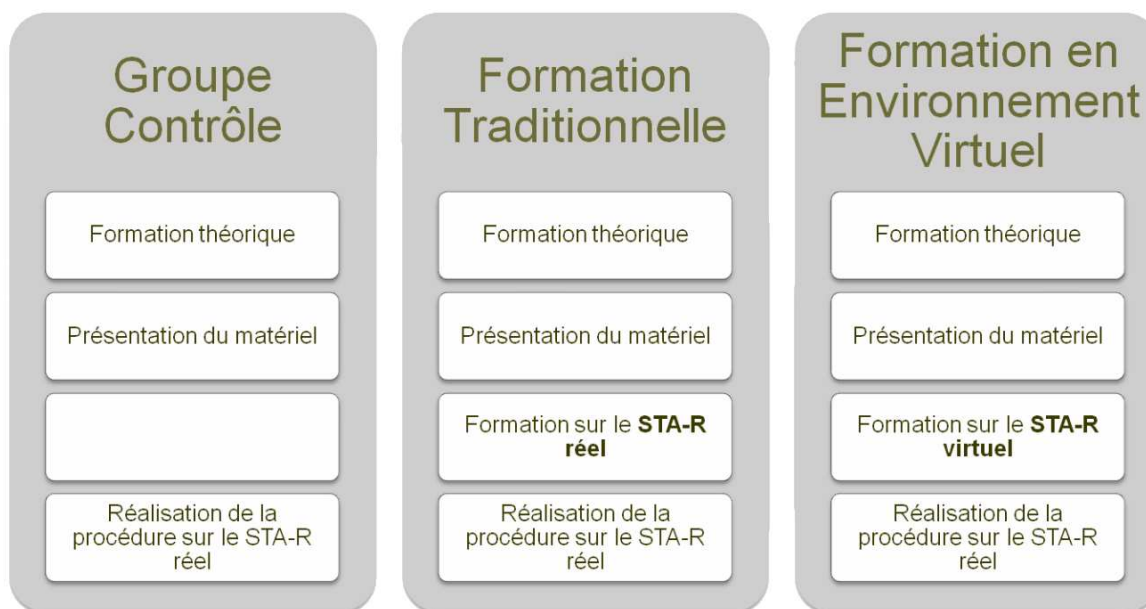 Groupe
Contrôle
Formation théorique
Présentation du matériel
Réalisation de la
procédure sur le STA-R
réel
Formation
Traditionnelle
Formation théorique
Présentation du matériel
Formation sur le STA-R
réel
Réalisation de la
procédure sur le STA-R
réel
Formation en
Environnement
Virtuel
Formation théorique
Présentation du matériel
Formation sur le STA-R
virtuel
Réalisation de la
procédure sur le STA-R
réel